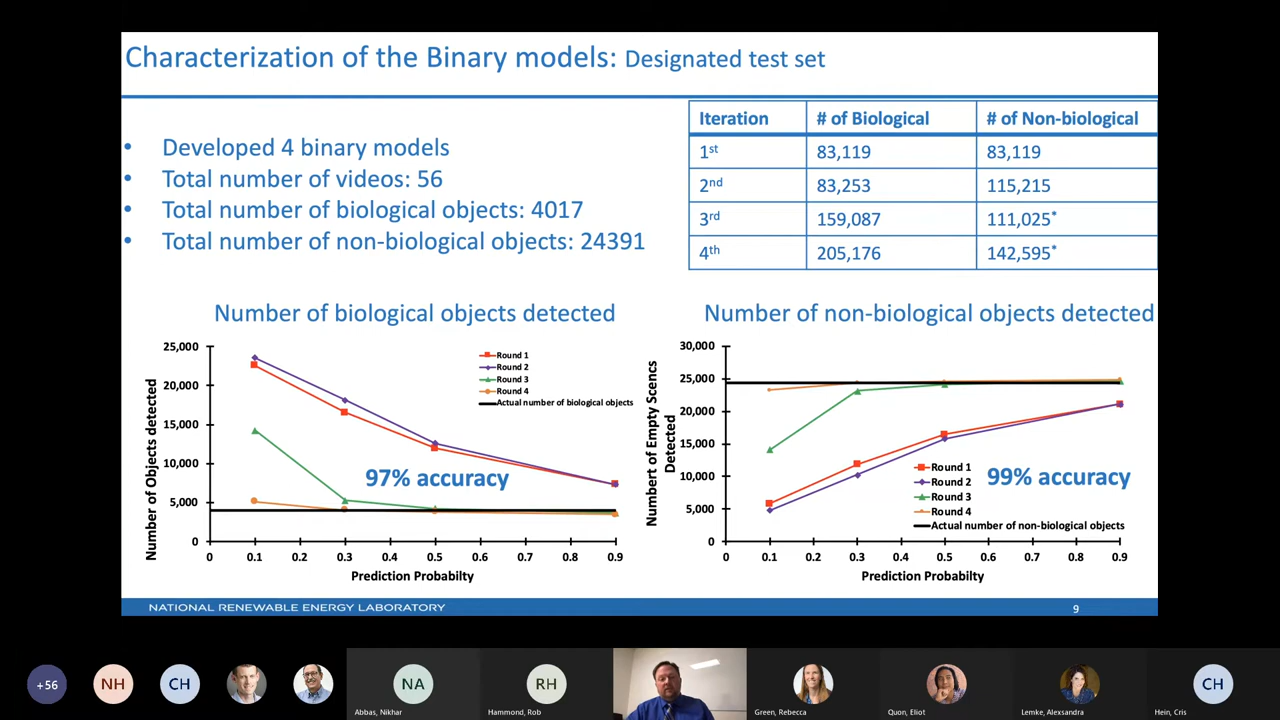 Characterization of the Binary models: Designated test set
• Developed 4 binary models
• Total number of videos: 56
• Total number of biological objects: 4017
• Total number of non-biological objects: 24391
Iteration # of Biological # of Non-biological
1st 83,119 83,119
2nd 83,253 115,215
3rd 159,087 111,025*
4th 205,176 142,595*
Number of biological objects detected
Number of Objects detected
25,000
20,000
15,000
10,000
5,000
0
Round 1
Round 2
Round 3
Round 4
Actual number of biological objects
97% accuracy
0 0.1 0.2 0.3 0.4 0.5 0.6 0.7 0.8 0.9
Prediction Probabilty
Number of non-biological objects detected
Numbert of Empty Scencs
Detected
30,000
25,000
20,000
15,000
10,000
5,000
0
Round 1
Round 2
Round 3
Round 4
Actual number of non-biological objects
99% accuracy
0 0.1 0.2 0.3 0.4 0.5 0.6 0.7 0.8 0.9
Prediction Probabilty
NATIONAL RENEWABLE ENERGY LABORATORY 9
+56 NH CH NA RH CH
Abbas, Nikhar Hammond, Rob Green, Rebecca Quon, Eliot Lemke, Alexsandra Hein, Cris